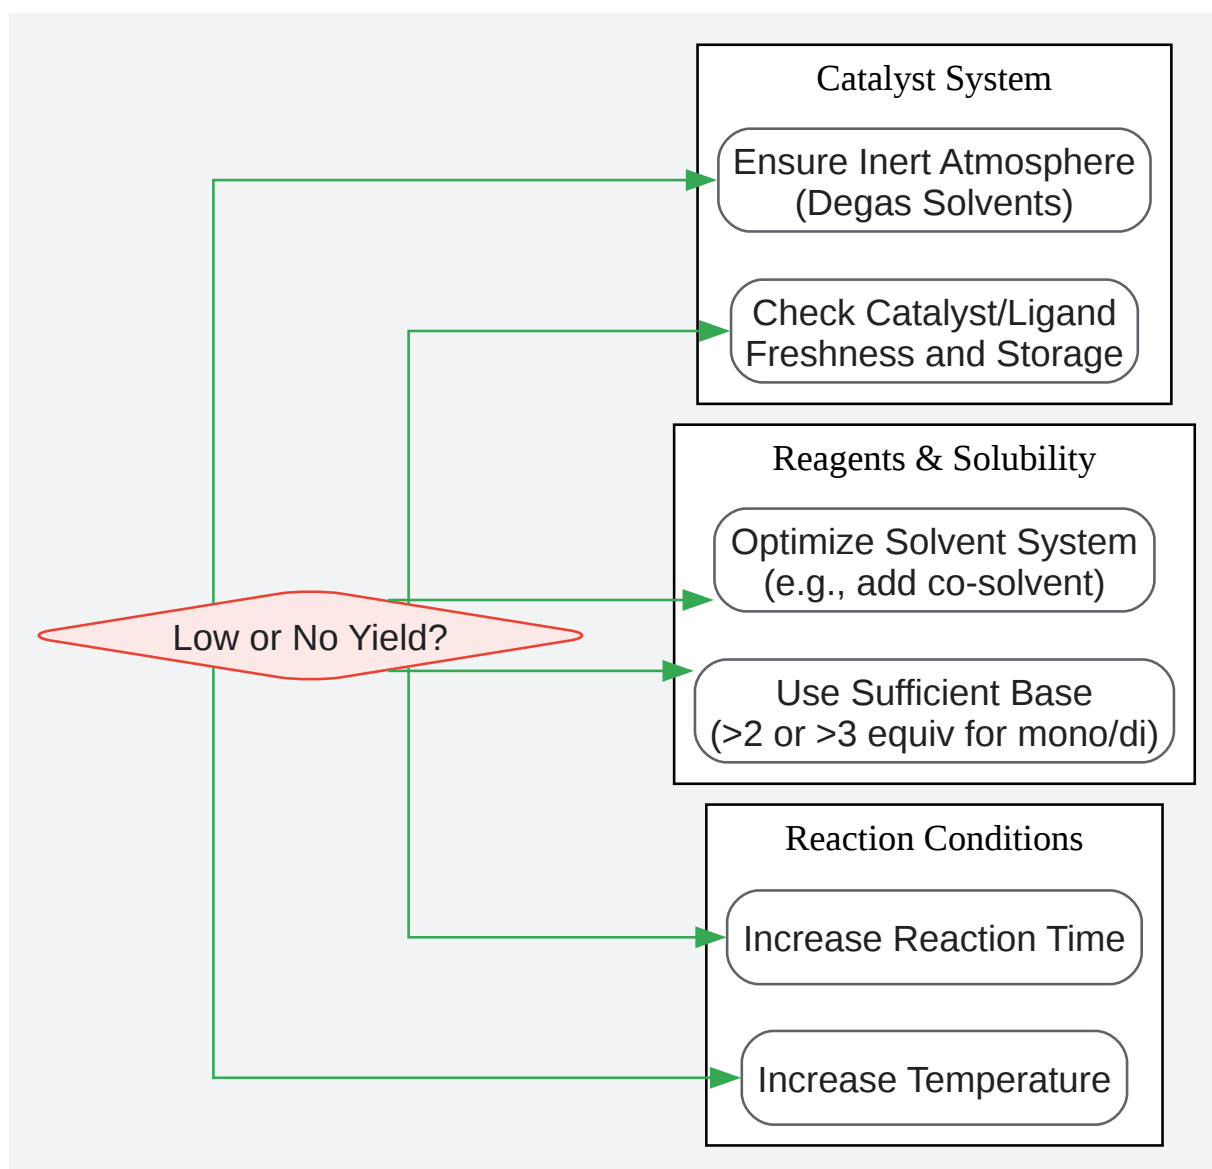 Catalyst System
Ensure Inert Atmosphere
(Degas Solvents)
Check Catalyst/Ligand
Freshness and Storage
Reagents & Solubility
Optimize Solvent System
(e.g., add co-solvent)
Low or No Yield?
Use Sufficient Base
(>2 or >3 equiv for mono/di)
Reaction Conditions
Increase Reaction Time
Increase Temperature